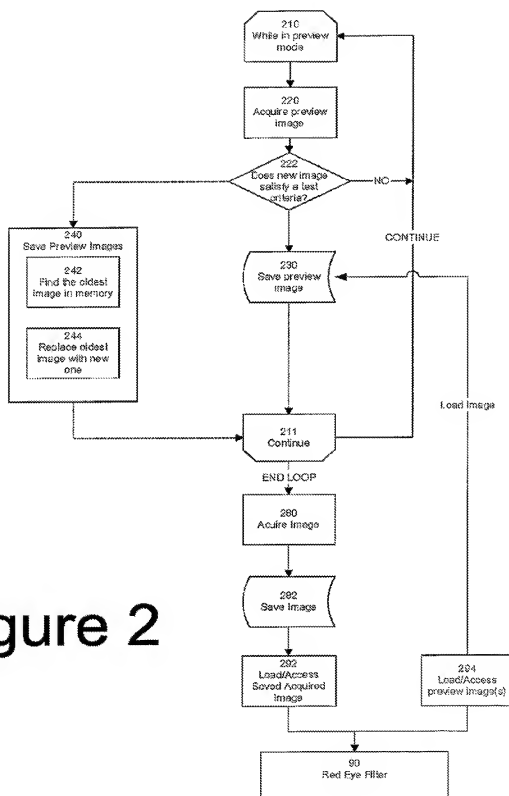 210
While in preview
mode
220
Acquire preview
image
222
Does new image
satisfy a test
criteria?
NO
CONTINUE
240
Save Preview Images
242
Find the oldest
image in memory
244
Replace oldest
image with new
one
230
Save preview
image
Load Image
211
Continue
END LOOP
280
Acuire Image
282
Save Image
292
Load/Access
Saved Acquired
Image
294
Load/Access
preview image(s)
90
Red Eye Filter
gure 2